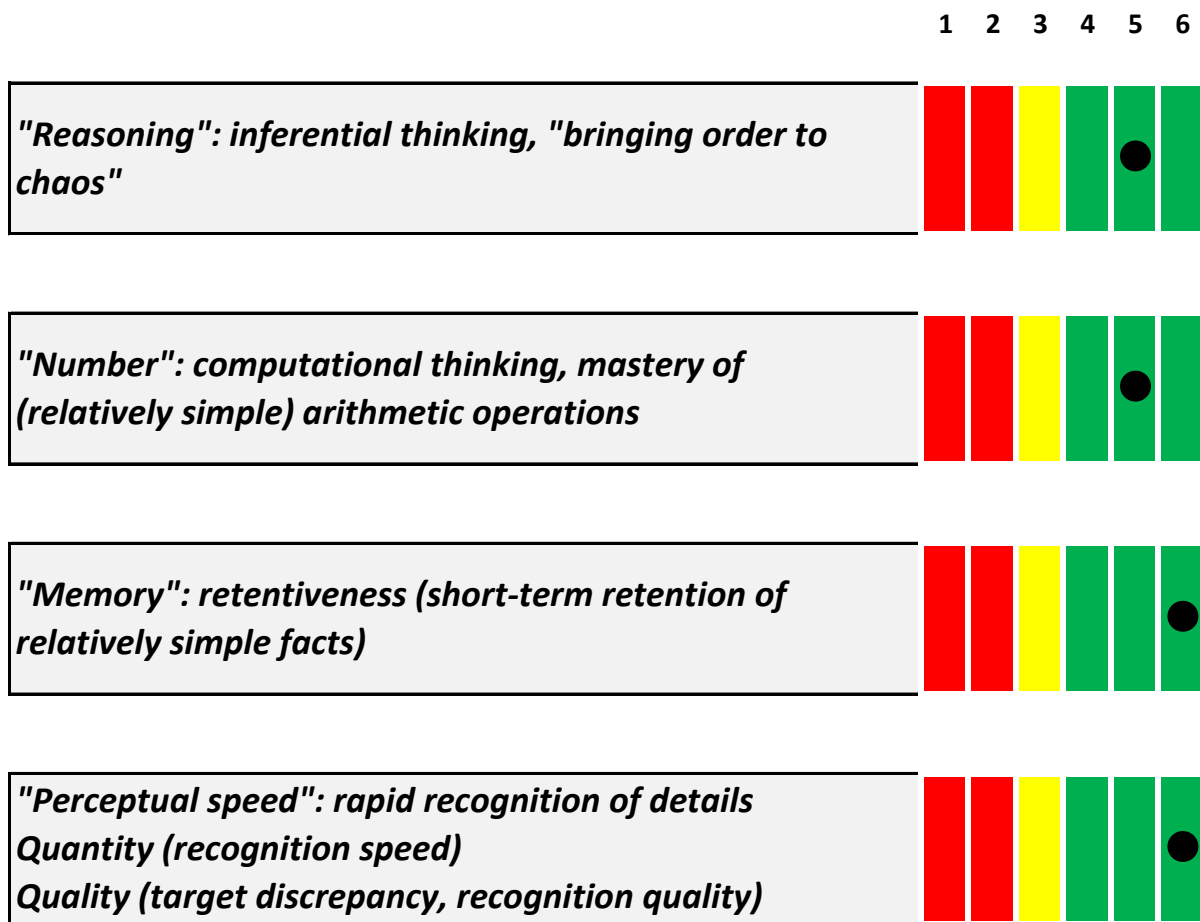 1 2 3 4 5 6
"Reasoning": inferential thinking, "bringing order to
chaos"
"Number": computational thinking, mastery of
(relatively simple) arithmetic operations
"Memory": retentiveness (short-term retention of
relatively simple facts)
"Perceptual speed": rapid recognition of details
Quantity (recognition speed)
Quality (target discrepancy, recognition quality)